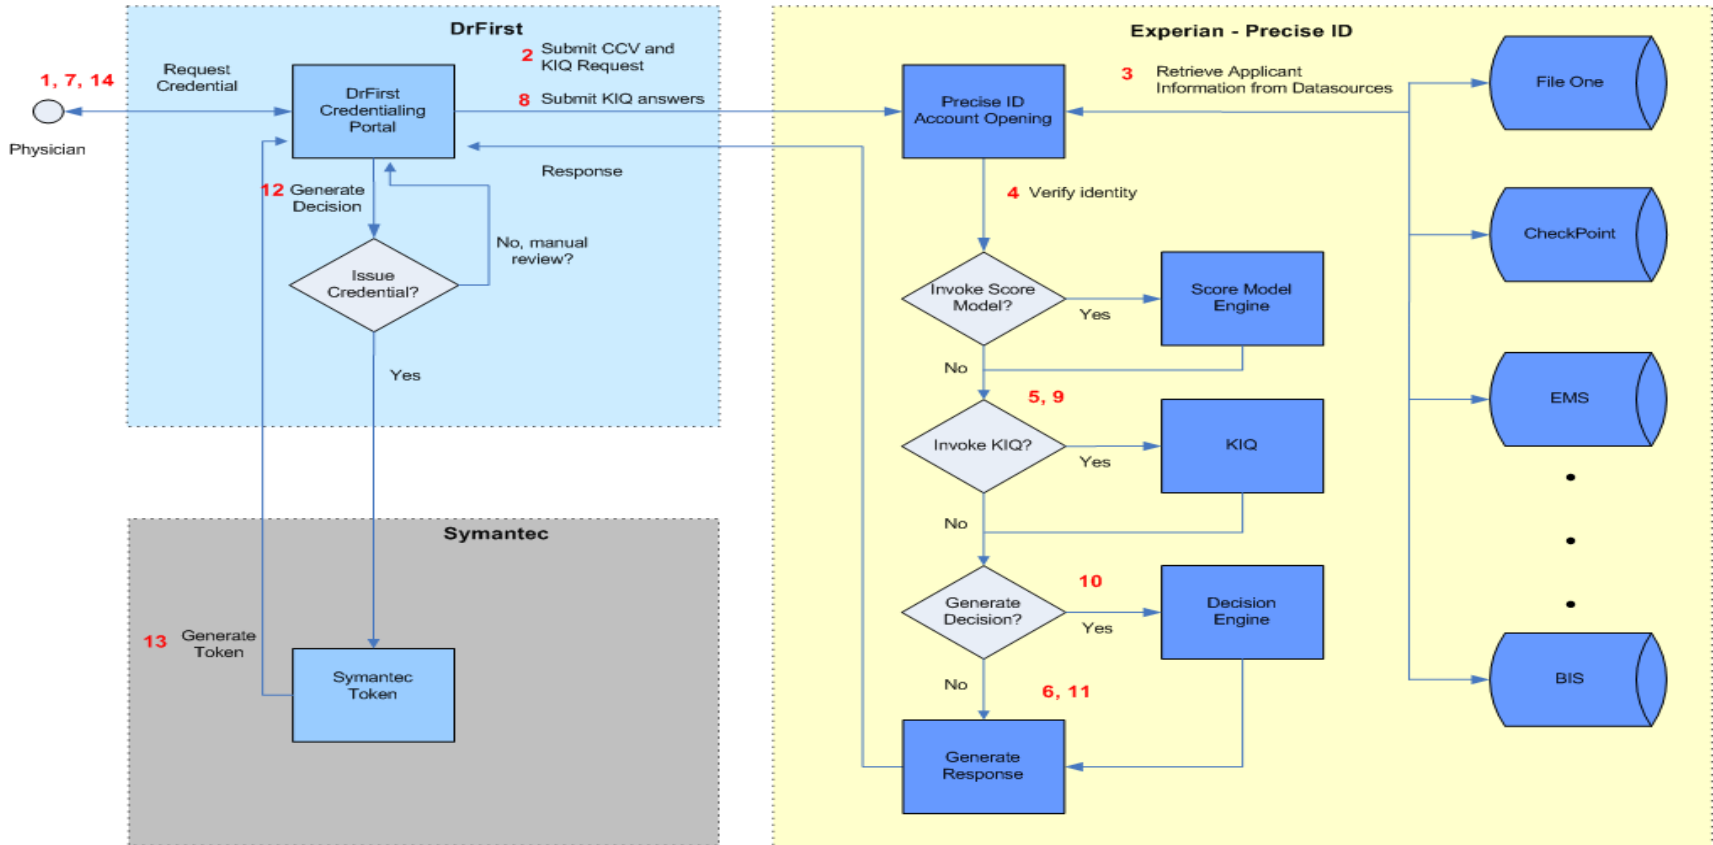 DrFirst
Experian - Precise ID
1, 7, 14
Request
Credential
Physician
DrFirst
Credentialing
Portal
2 Submit CCV and
KIQ Request
8 Submit KIQ answers
Response
12 Generate
Decision
No, manual
review?
Issue
Credential?
Yes
Symantec
13 Generate
Token
Symantec
Token
Precise ID
Account Opening
3 Retrieve Applicant
Information from Datasources
4 Verify identity
Invoke Score
Model?
Yes
Score Model
Engine
No
5, 9
Invoke KIQ?
Yes
KIQ
No
10
Generate
Decision?
Yes
Decision
Engine
No
6, 11
Generate
Response
File One
CheckPoint
EMS
BIS